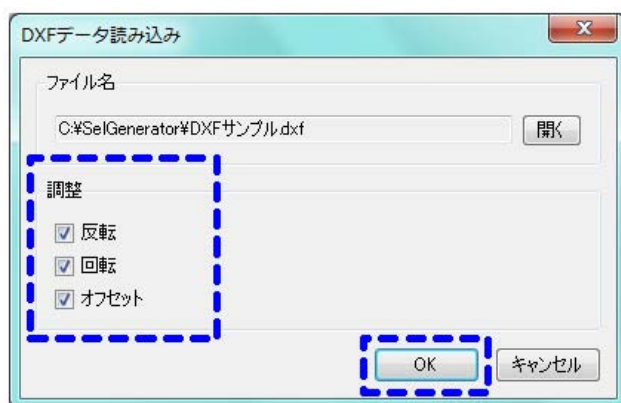 DXFデータ読み込み
ファイル名
C:¥SelGenerator¥DXFサンプル.dxf
開く
調整
反転
回転
オフセット
OK
キャンセル